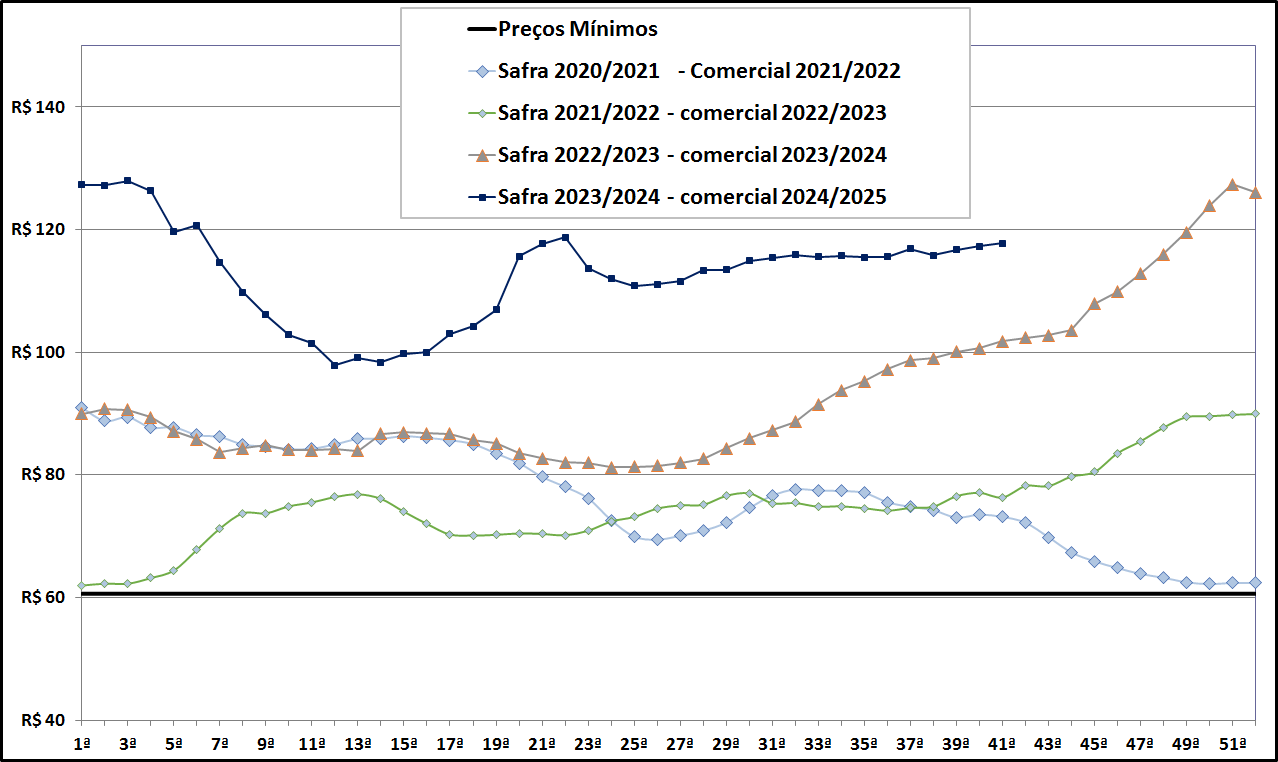 Preços Mínimos
Safra 2020/2021 - Comercial 2021/2022
Safra 2021/2022 - comercial 2022/2023
Safra 2022/2023 - comercial 2023/2024
Safra 2023/2024 - comercial 2024/2025
R$ 140
R$ 120
R$ 100
R$ 80
R$ 60
R$ 40
1ª 3ª 5ª 7ª 9ª 11ª 13ª 15ª 17ª 19ª 21ª 23ª 25ª 27ª 29ª 31ª 33ª 35ª 37ª 39ª 41ª 43ª 45ª 47ª 49ª 51ª